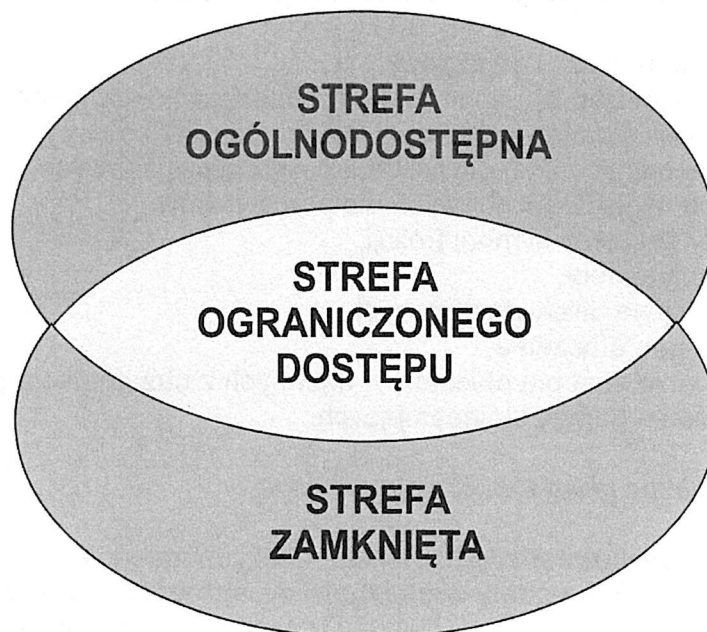 STREFA
OGÓLNODOSTĘPNA
STREFA
OGRANICZONEGO
DOSTĘPU
STREFA
ZAMKNIĘTA